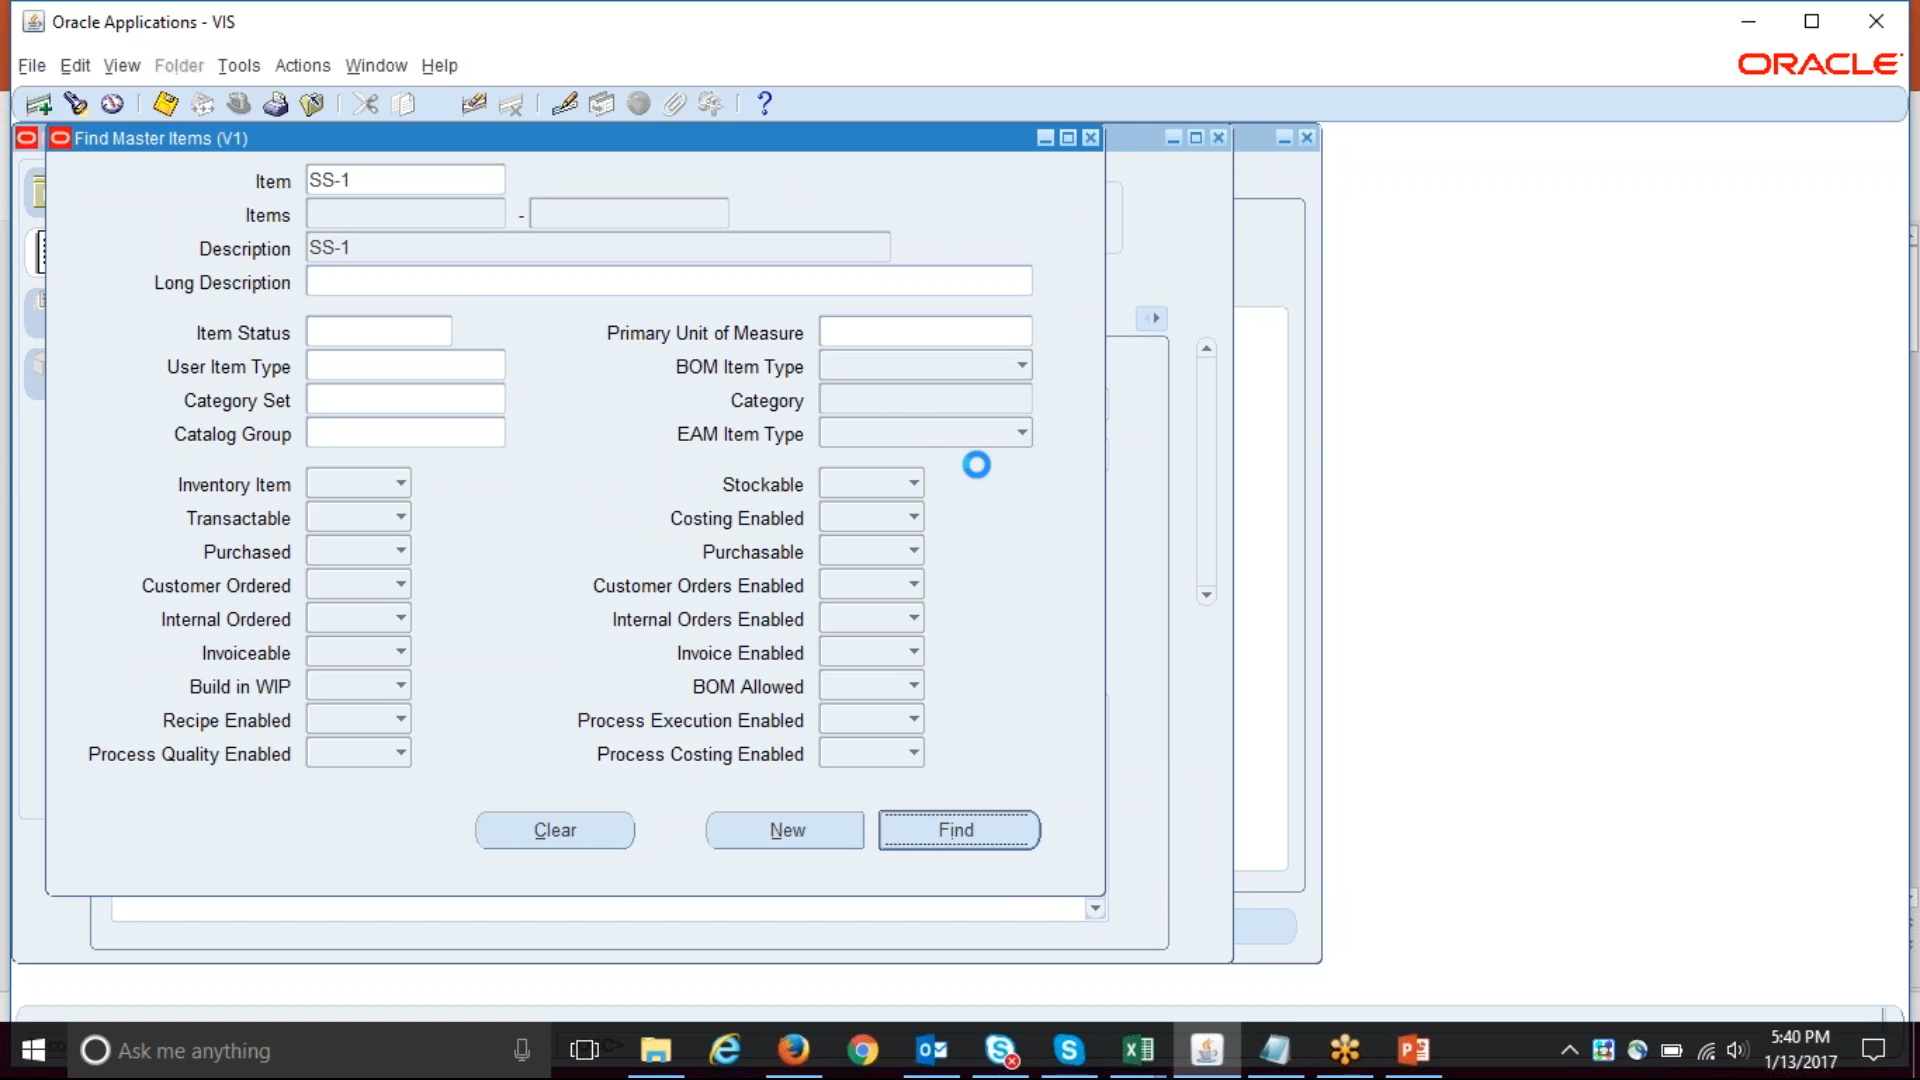 Oracle Applications - VIS
File Edit View Folder Tools Actions Window Help
ORACLE
Find Master Items (V1)
Item SS-1
Items -
Description SS-1
Long Description
Item Status Primary Unit of Measure
User Item Type BOM Item Type
Category Set Category
Catalog Group EAM Item Type
Inventory Item Stockable
Transactable Costing Enabled
Purchased Purchasable
Customer Ordered Customer Orders Enabled
Internal Ordered Internal Orders Enabled
Invoiceable Invoice Enabled
Build in WIP BOM Allowed
Recipe Enabled Process Execution Enabled
Process Quality Enabled Process Costing Enabled
Clear New Find
Ask me anything
5:40 PM
1/13/2017